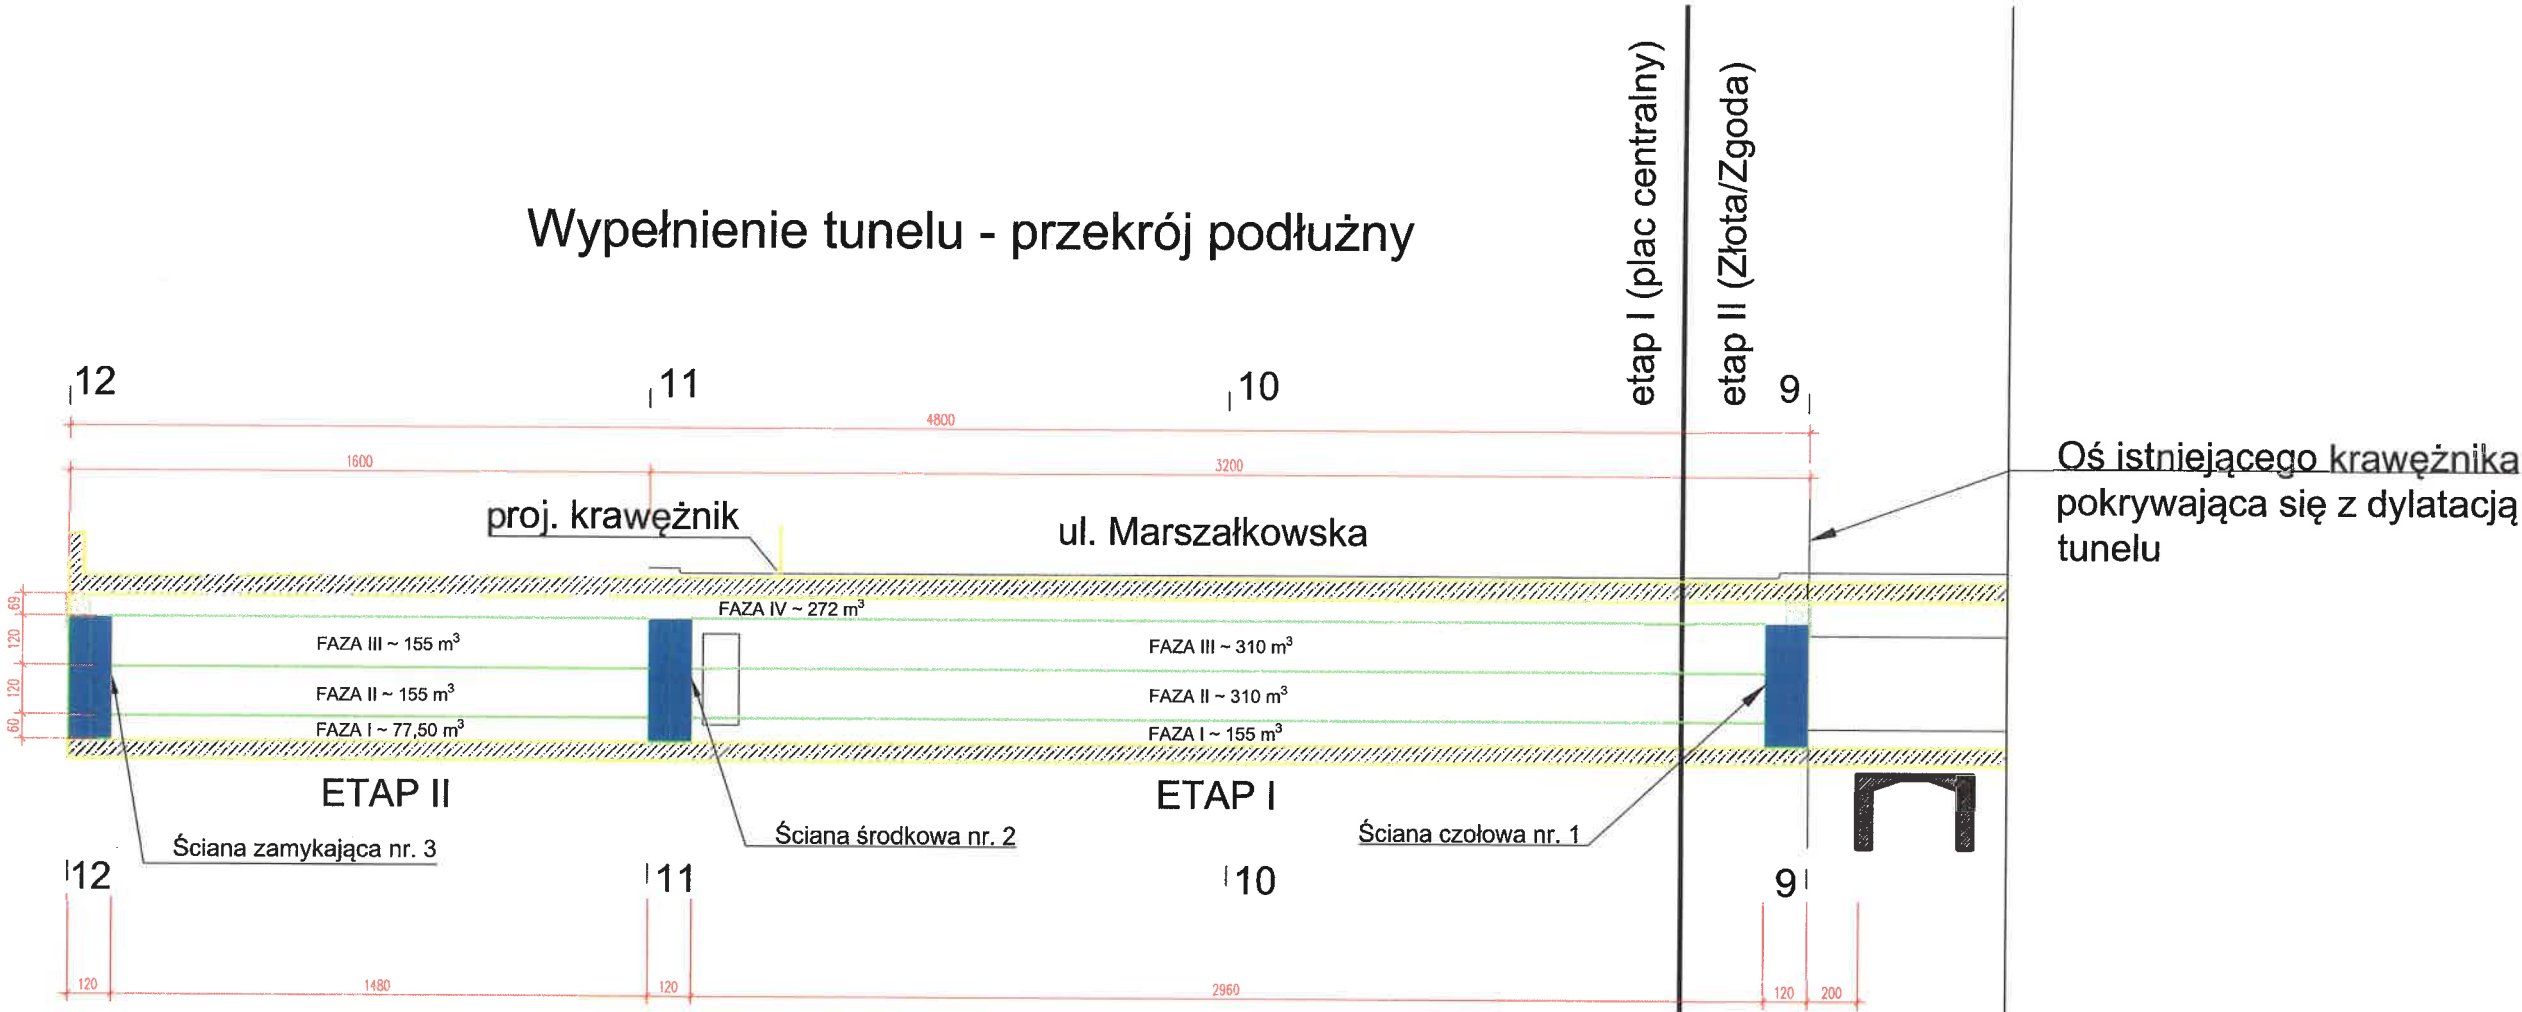 etap I (plac centralny)
etap II (Złota/Zgoda)
Wypełnienie tunelu - przekrój podłużny
12
11
10
9
4800
1600
3200
Oś istniejącego krawężnika
pokrywająca się z dylatacją
tunelu
proj. krawężnik
ul. Marszałkowska
69
120
120
60
FAZA IV ~ 272 m³
FAZA III ~ 155 m³
FAZA III ~ 310 m³
FAZA II ~ 155 m³
FAZA II ~ 310 m³
FAZA I ~ 77,50 m³
FAZA I ~ 155 m³
ETAP II
ETAP I
Ściana zamykająca nr. 3
Ściana środkowa nr. 2
Ściana czołowa nr. 1
12
11
10
9
120
1480
120
2960
120
200